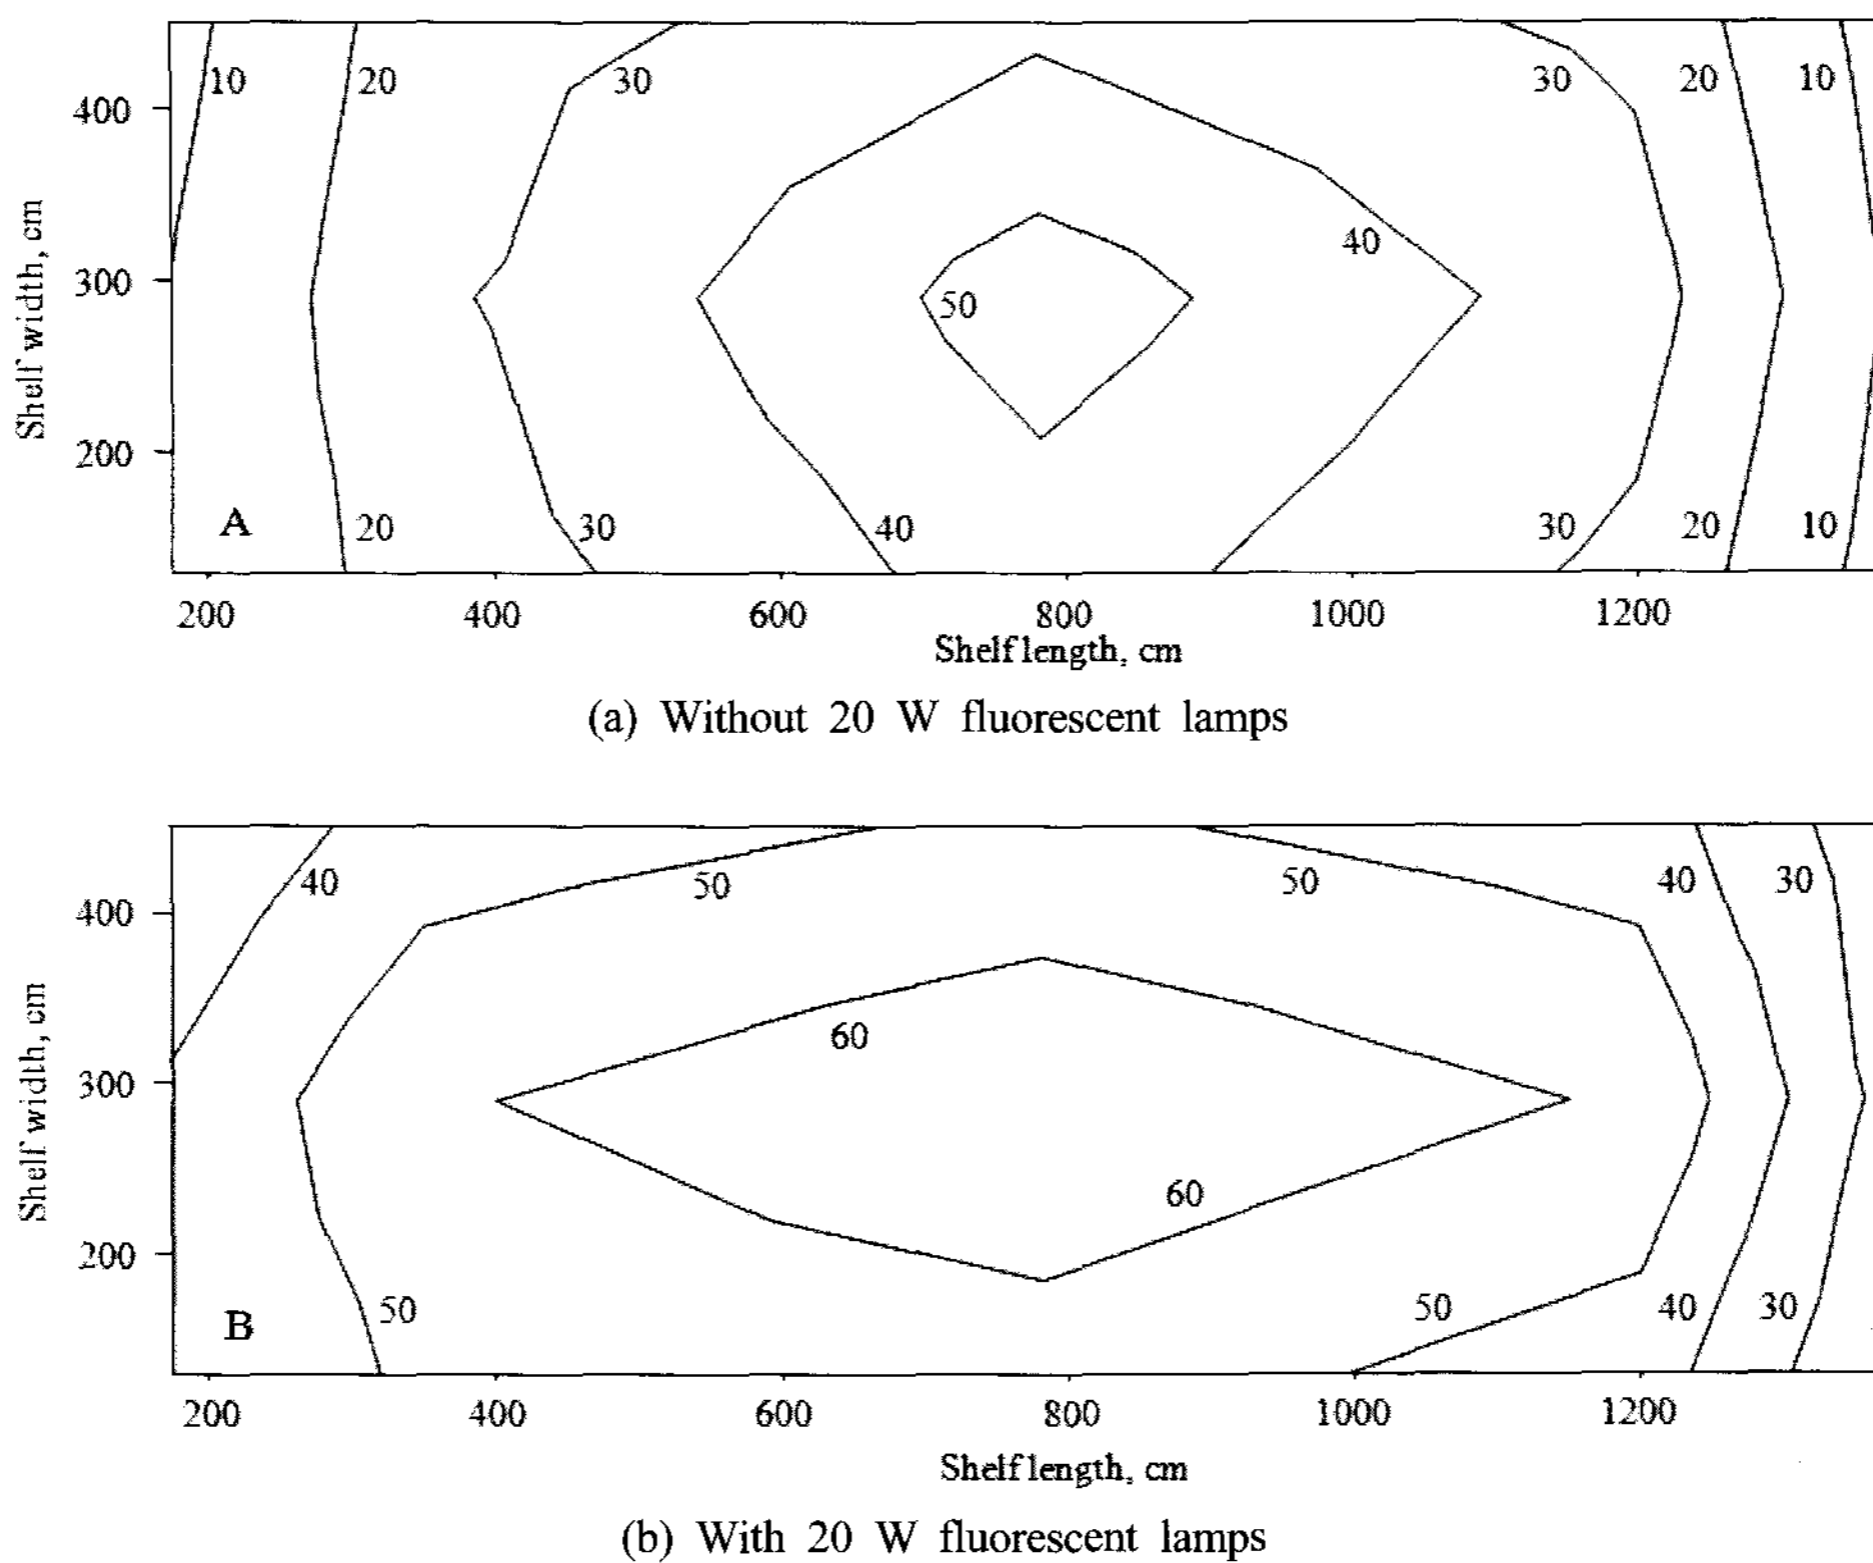 10 20 30 30 20 10
400
40
300
50
200
A 20 30 40 30 20 10
200 400 600 800 1000 1200
Shelf width, cm
Shelf length, cm
(a) Without 20 W fluorescent lamps
40 50 50 40 30
400
60
300
60
200
B 50 50 40 30
200 400 600 800 1000 1200
Shelf width, cm
Shelf length, cm
(b) With 20 W fluorescent lamps